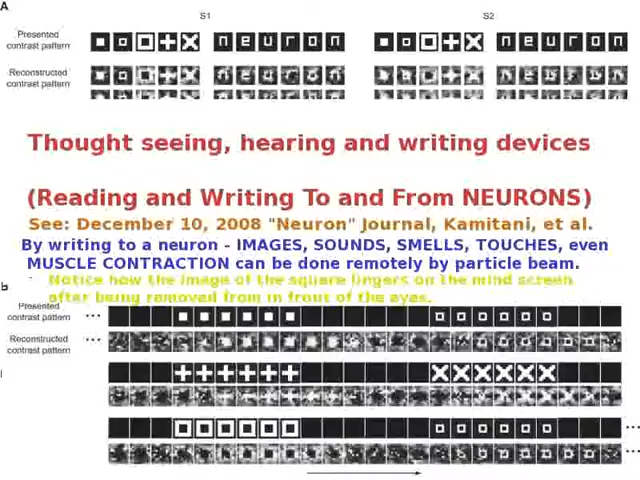 A
S1
S2
Presented
contrast pattern
neuron
neuron
Reconstructed
contrast pattern
neuron
neuron
Thought seeing, hearing and writing devices
(Reading and Writing To and From NEURONS)
See: December 10, 2008 "Neuron" Journal, Kamitani, et al.
By writing to a neuron - IMAGES, SOUNDS, SMELLS, TOUCHES, even
MUSCLE CONTRACTION can be done remotely by particle beam.
Notice how the image of the square lingers on the mind screen
after being removed from in front of the eyes.
B
Presented
contrast pattern
Reconstructed
contrast pattern